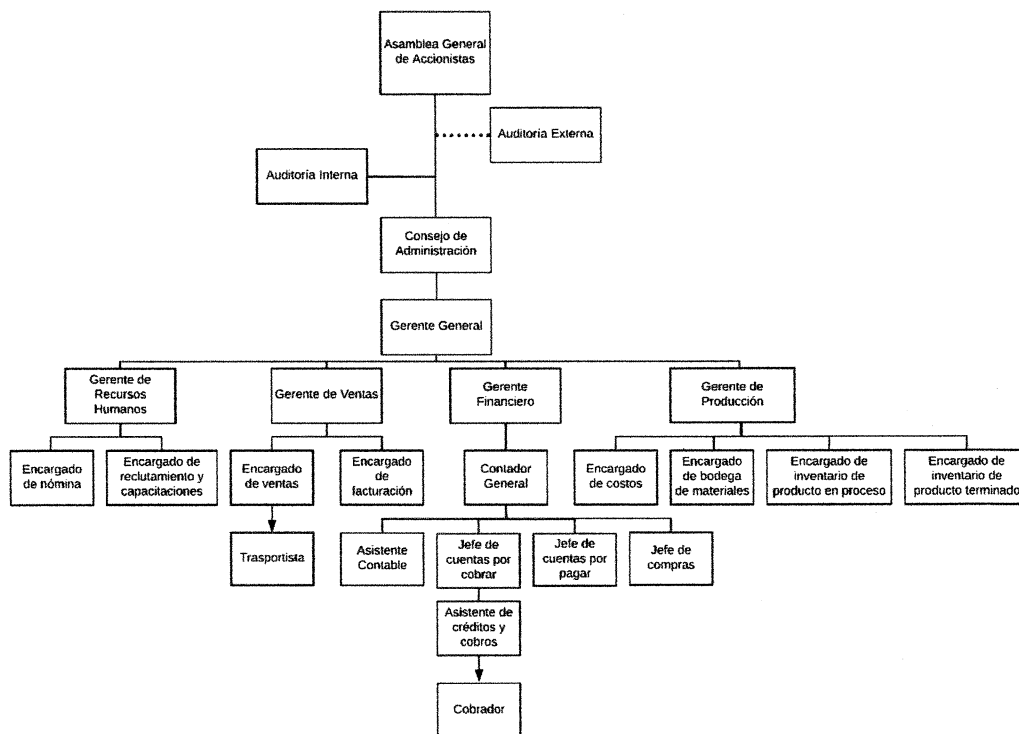 Asamblea General
de Accionistas
Auditoría Externa
Auditoría Interna
Consejo de
Administración
Gerente General
Gerente de
Recursos
Humanos
Gerente de Ventas
Gerente
Financiero
Gerente de
Producción
Encargado
de nómina
Encargado de
reclutamiento y
capacitaciones
Encargado
de ventas
Encargado
de
facturación
Contador
General
Encargado
de costos
Encargado
de bodega
de materiales
Encargado de
inventario de
producto en proceso
Encargado de
inventario de
producto terminado
Trasportista
Asistente
Contable
Jefe de
cuentas por
cobrar
Jefe de
cuentas por
pagar
Jefe de
compras
Asistente de
créditos y
cobros
Cobrador